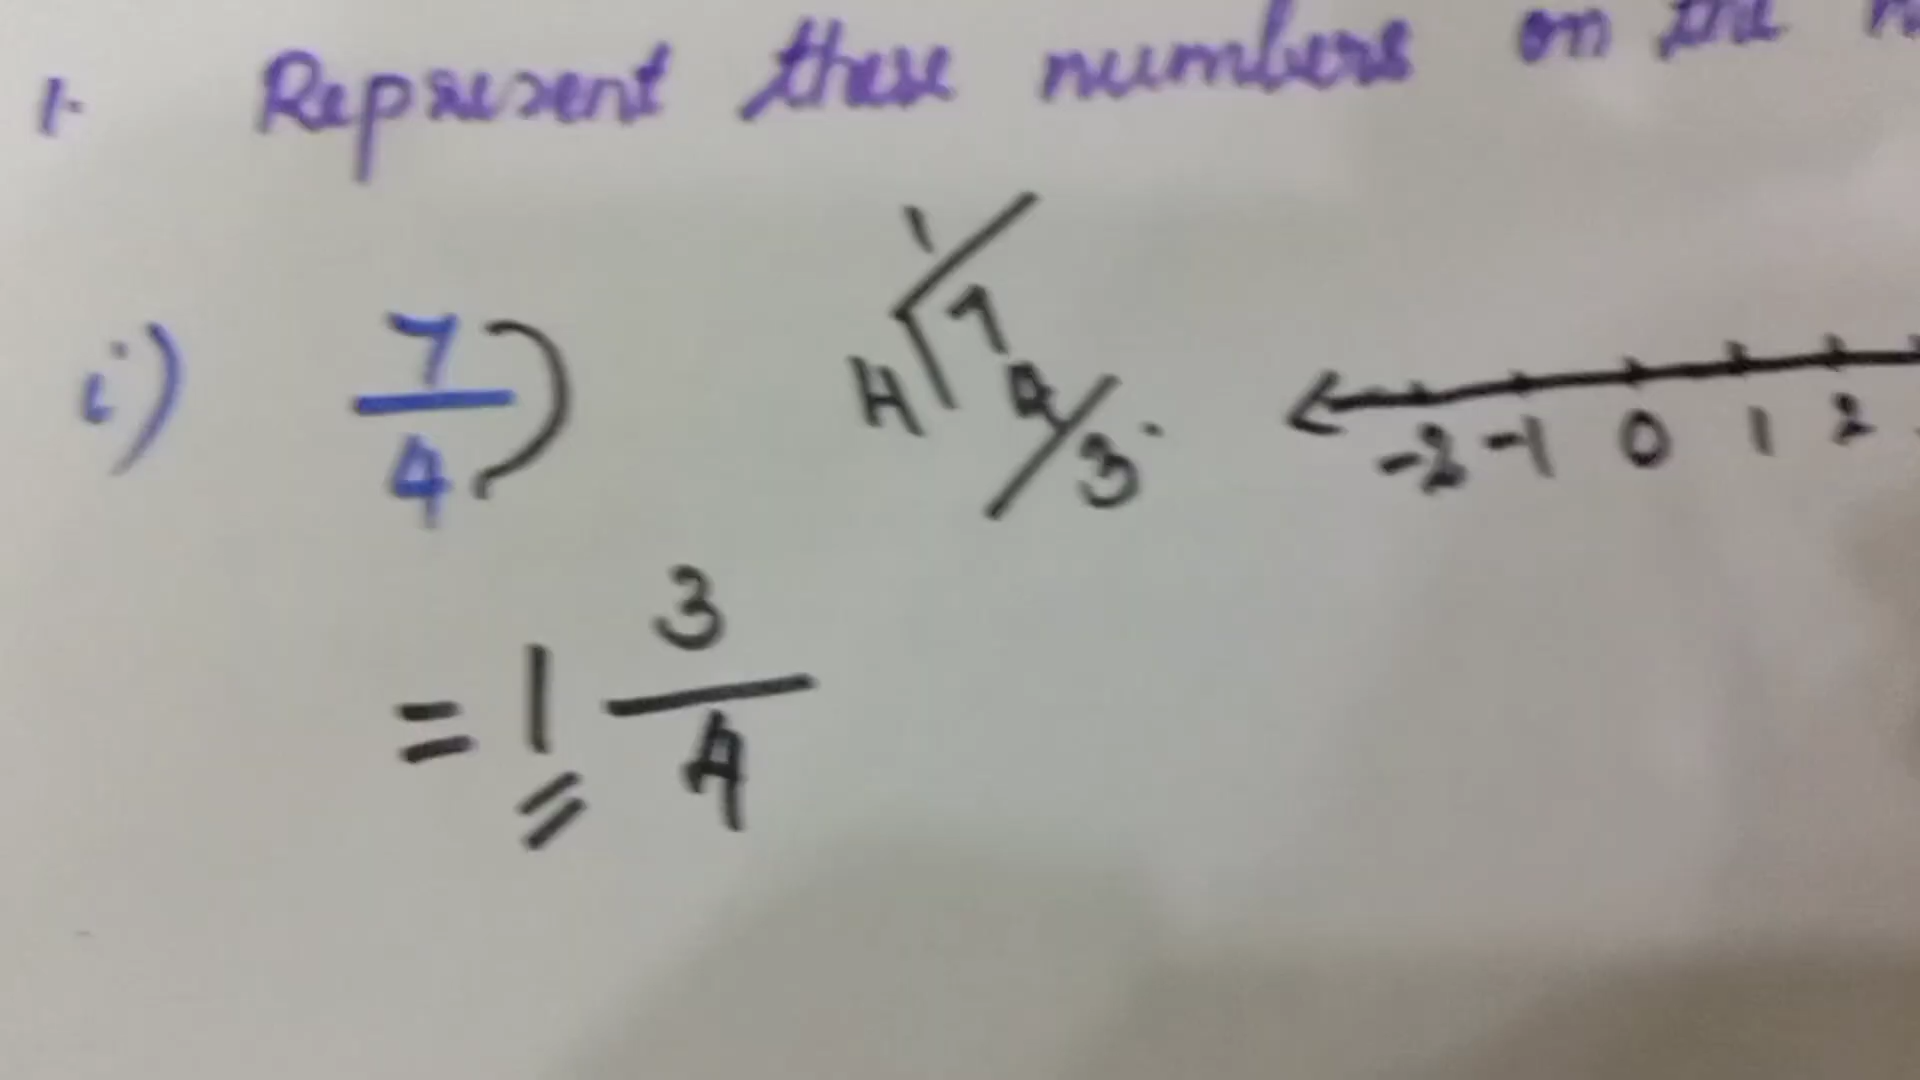 1. Represent these numbers on the
i) 7/4
1
4 7
4
3
-2 -1 0 1 2
= 1 3/4